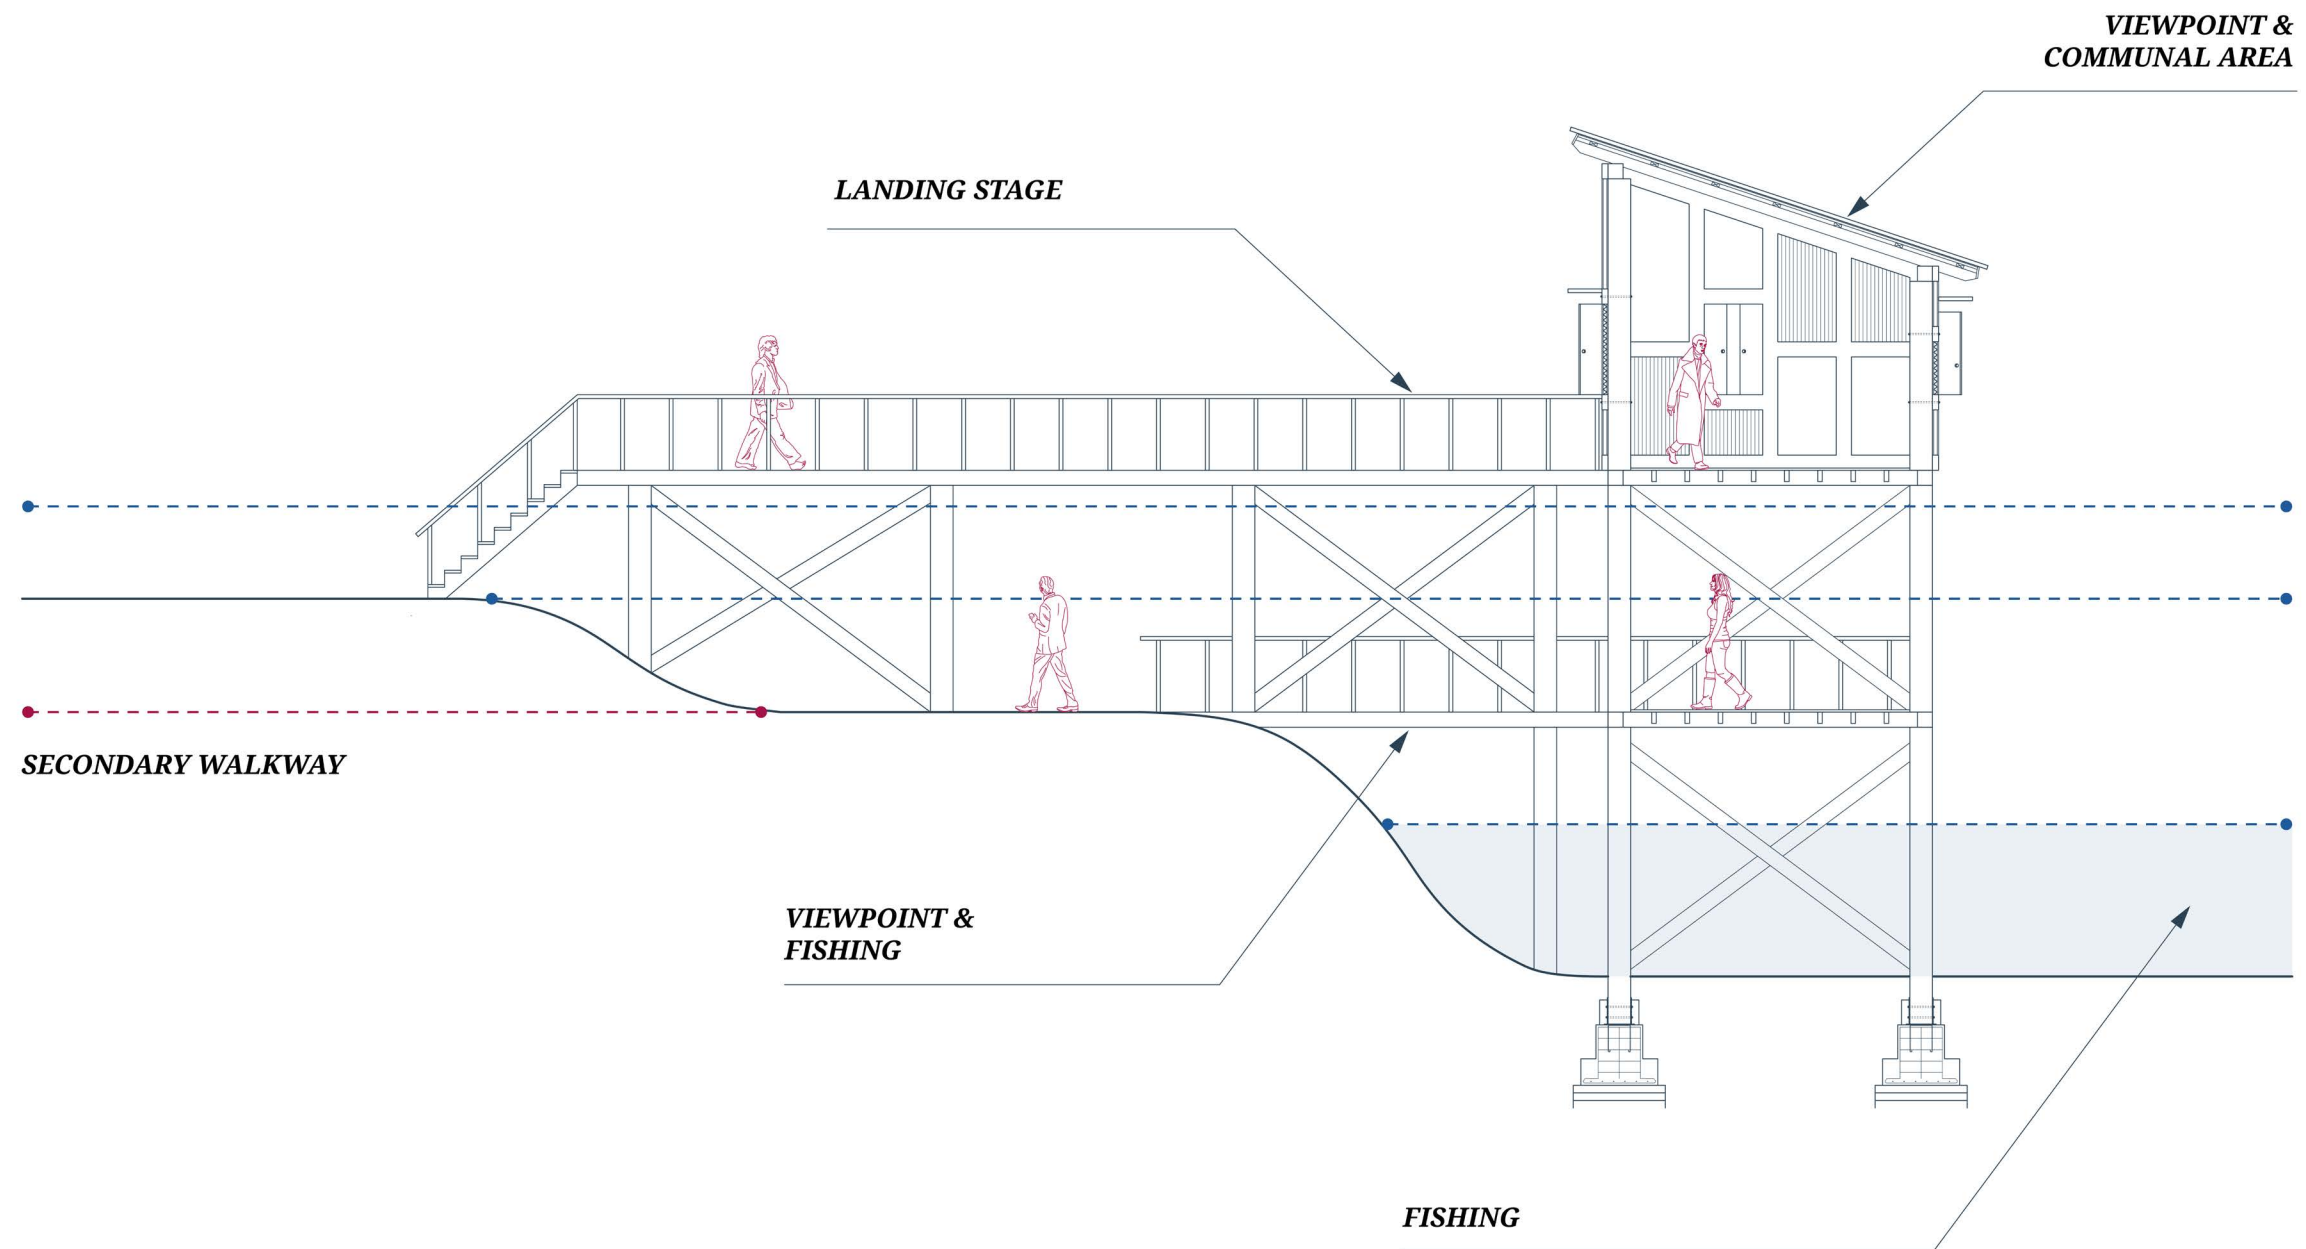 VIEWPOINT &
COMMUNAL AREA
LANDING STAGE
SECONDARY WALKWAY
VIEWPOINT &
FISHING
FISHING